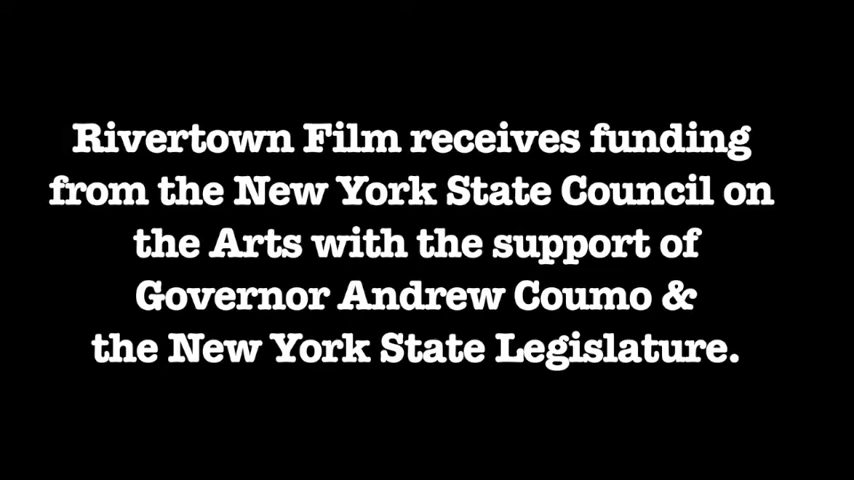 Rivertown Film receives funding
from the New York State Council on
the Arts with the support of
Governor Andrew Coumo &
the New York State Legislature.